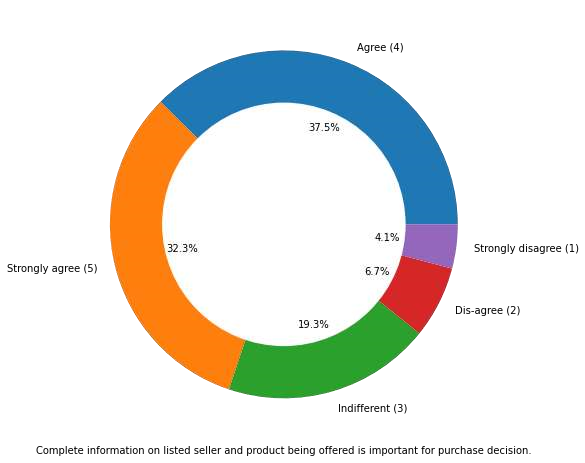 Agree (4)
37.5%
4.1%
Strongly disagree (1)
32.3%
Strongly agree (5)
6.7%
Dis-agree (2)
19.3%
Indifferent (3)
Complete information on listed seller and product being offered is important for purchase decision.